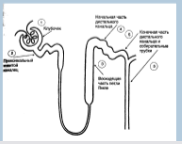 Клубочек
Проксимальный
извитой
каналец
Начальная часть
дистального
канальца
Конечная часть
дистального
канальца и
собирательные
трубки
Восходящая
часть петли
Генле